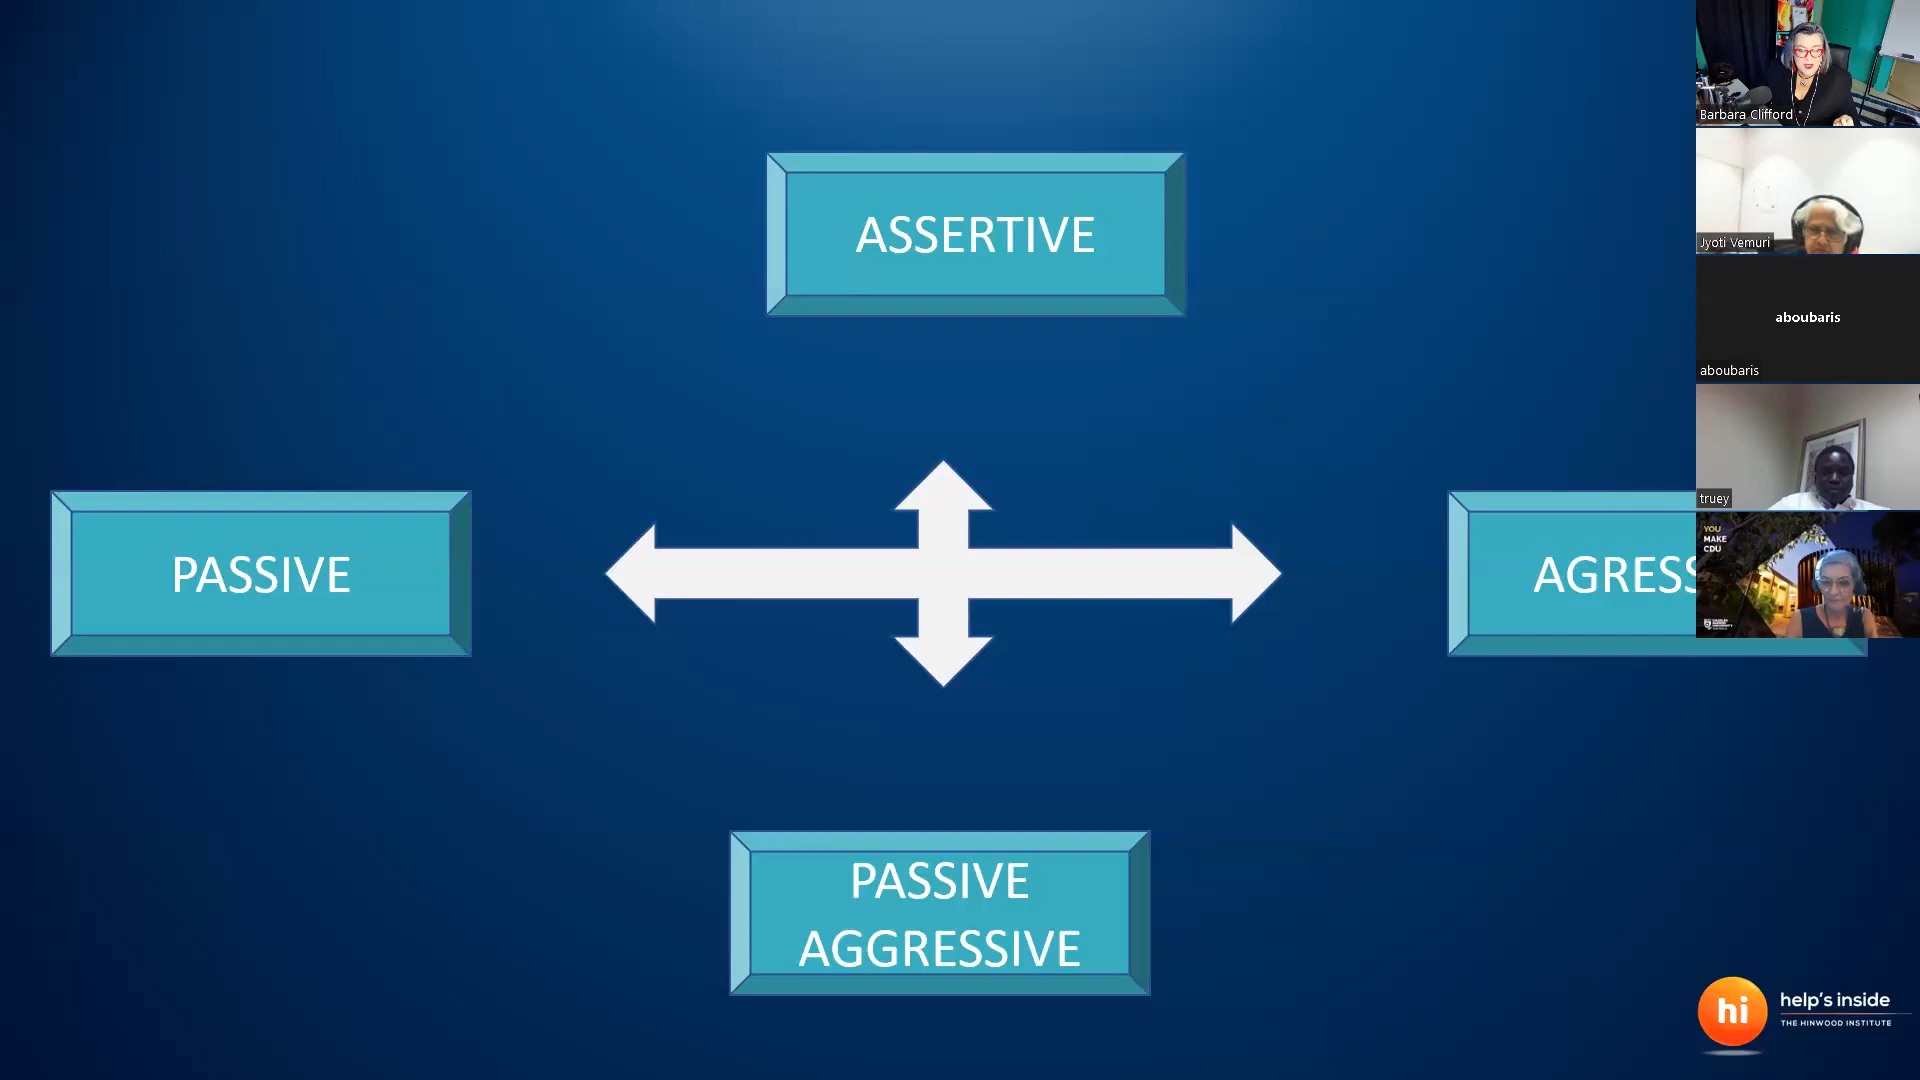 ASSERTIVE
PASSIVE
AGRESS
PASSIVE
AGGRESSIVE
Barbara Clifford
Jyoti Vemuri
aboubaris
aboubaris
truey
YOU
MAKE
CDU
hi
help's inside
THE HINWOOD INSTITUTE